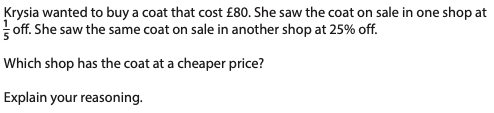 Krysia wanted to buy a coat that cost £80. She saw the coat on sale in one shop at
1/5 off. She saw the same coat on sale in another shop at 25% off.
Which shop has the coat at a cheaper price?
Explain your reasoning.